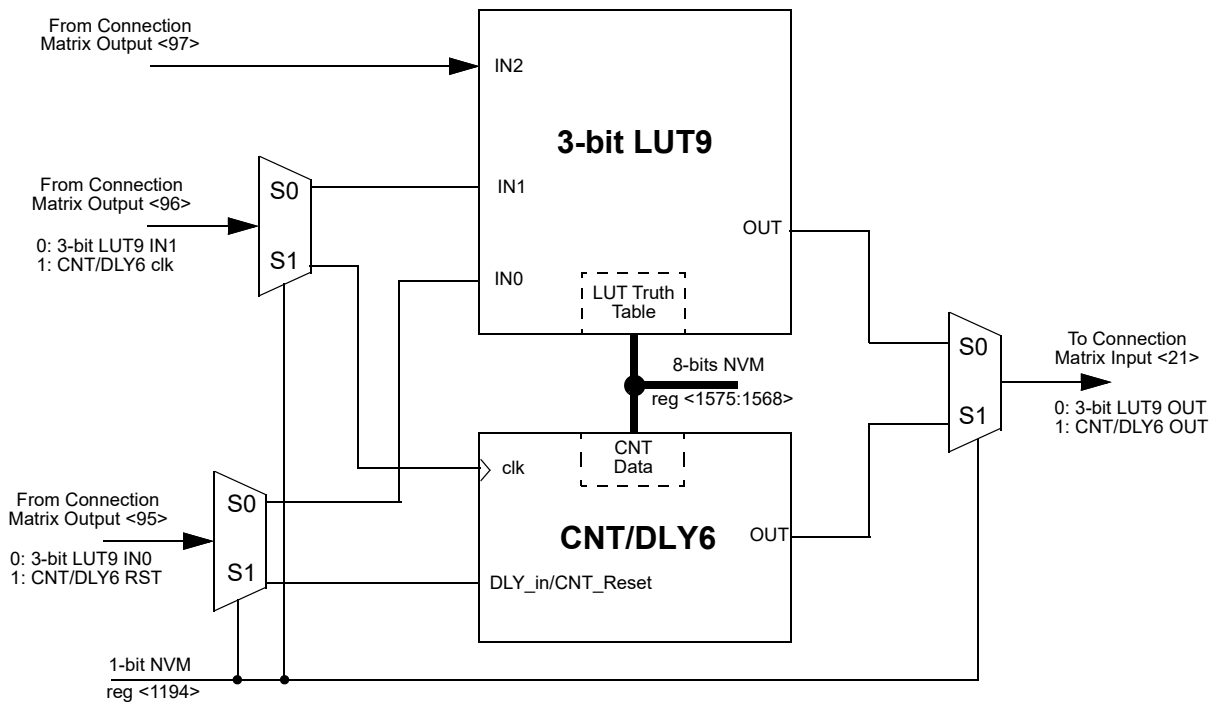 From Connection
Matrix Output <97>
IN2
3-bit LUT9
From Connection
Matrix Output <96>
0: 3-bit LUT9 IN1
1: CNT/DLY6 clk
S0
S1
IN1
IN0
OUT
LUT Truth
Table
8-bits NVM
reg <1575:1568>
S0
S1
To Connection
Matrix Input <21>
0: 3-bit LUT9 OUT
1: CNT/DLY6 OUT
CNT
Data
clk
CNT/DLY6
OUT
DLY_in/CNT_Reset
From Connection
Matrix Output <95>
0: 3-bit LUT9 IN0
1: CNT/DLY6 RST
S0
S1
1-bit NVM
reg <1194>